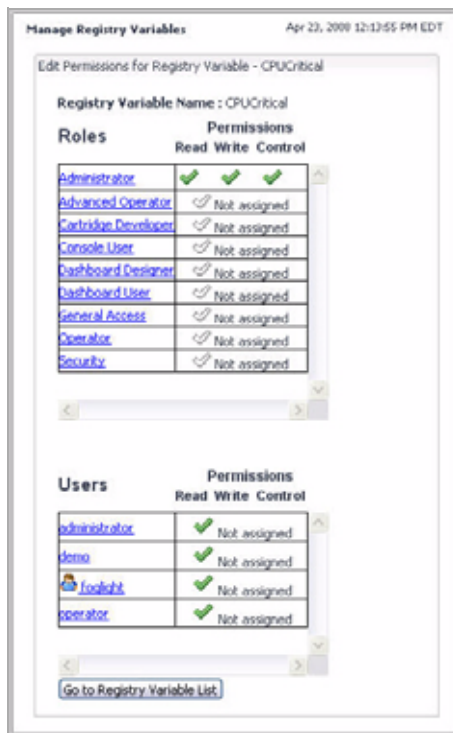 Manage Registry Variables Apr 23, 2008 12:13:55 PM EDT
Edit Permissions for Registry Variable - CPUCritical
Registry Variable Name : CPUCritical
Roles Permissions
Read Write Control
Administrator
Advanced Operator Not assigned
Cartridge Developer Not assigned
Console User Not assigned
Dashboard Designer Not assigned
Dashboard User Not assigned
General Access Not assigned
Operator Not assigned
Security Not assigned
Users Permissions
Read Write Control
administrator Not assigned
demo Not assigned
foglight Not assigned
operator Not assigned
Go to Registry Variable List